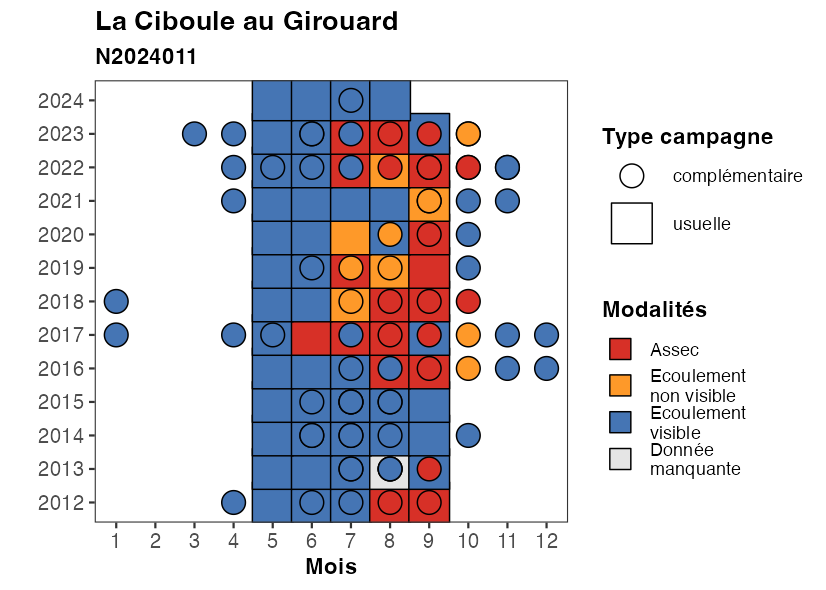 La Ciboule au Girouard
N2024011
2024
2023
2022
2021
2020
2019
2018
2017
2016
2015
2014
2013
2012
1 2 3 4 5 6 7 8 9 10 11 12
Mois
Type campagne
complémentaire
usuelle
Modalités
Assec
Ecoulement
non visible
Ecoulement
visible
Donnée
manquante